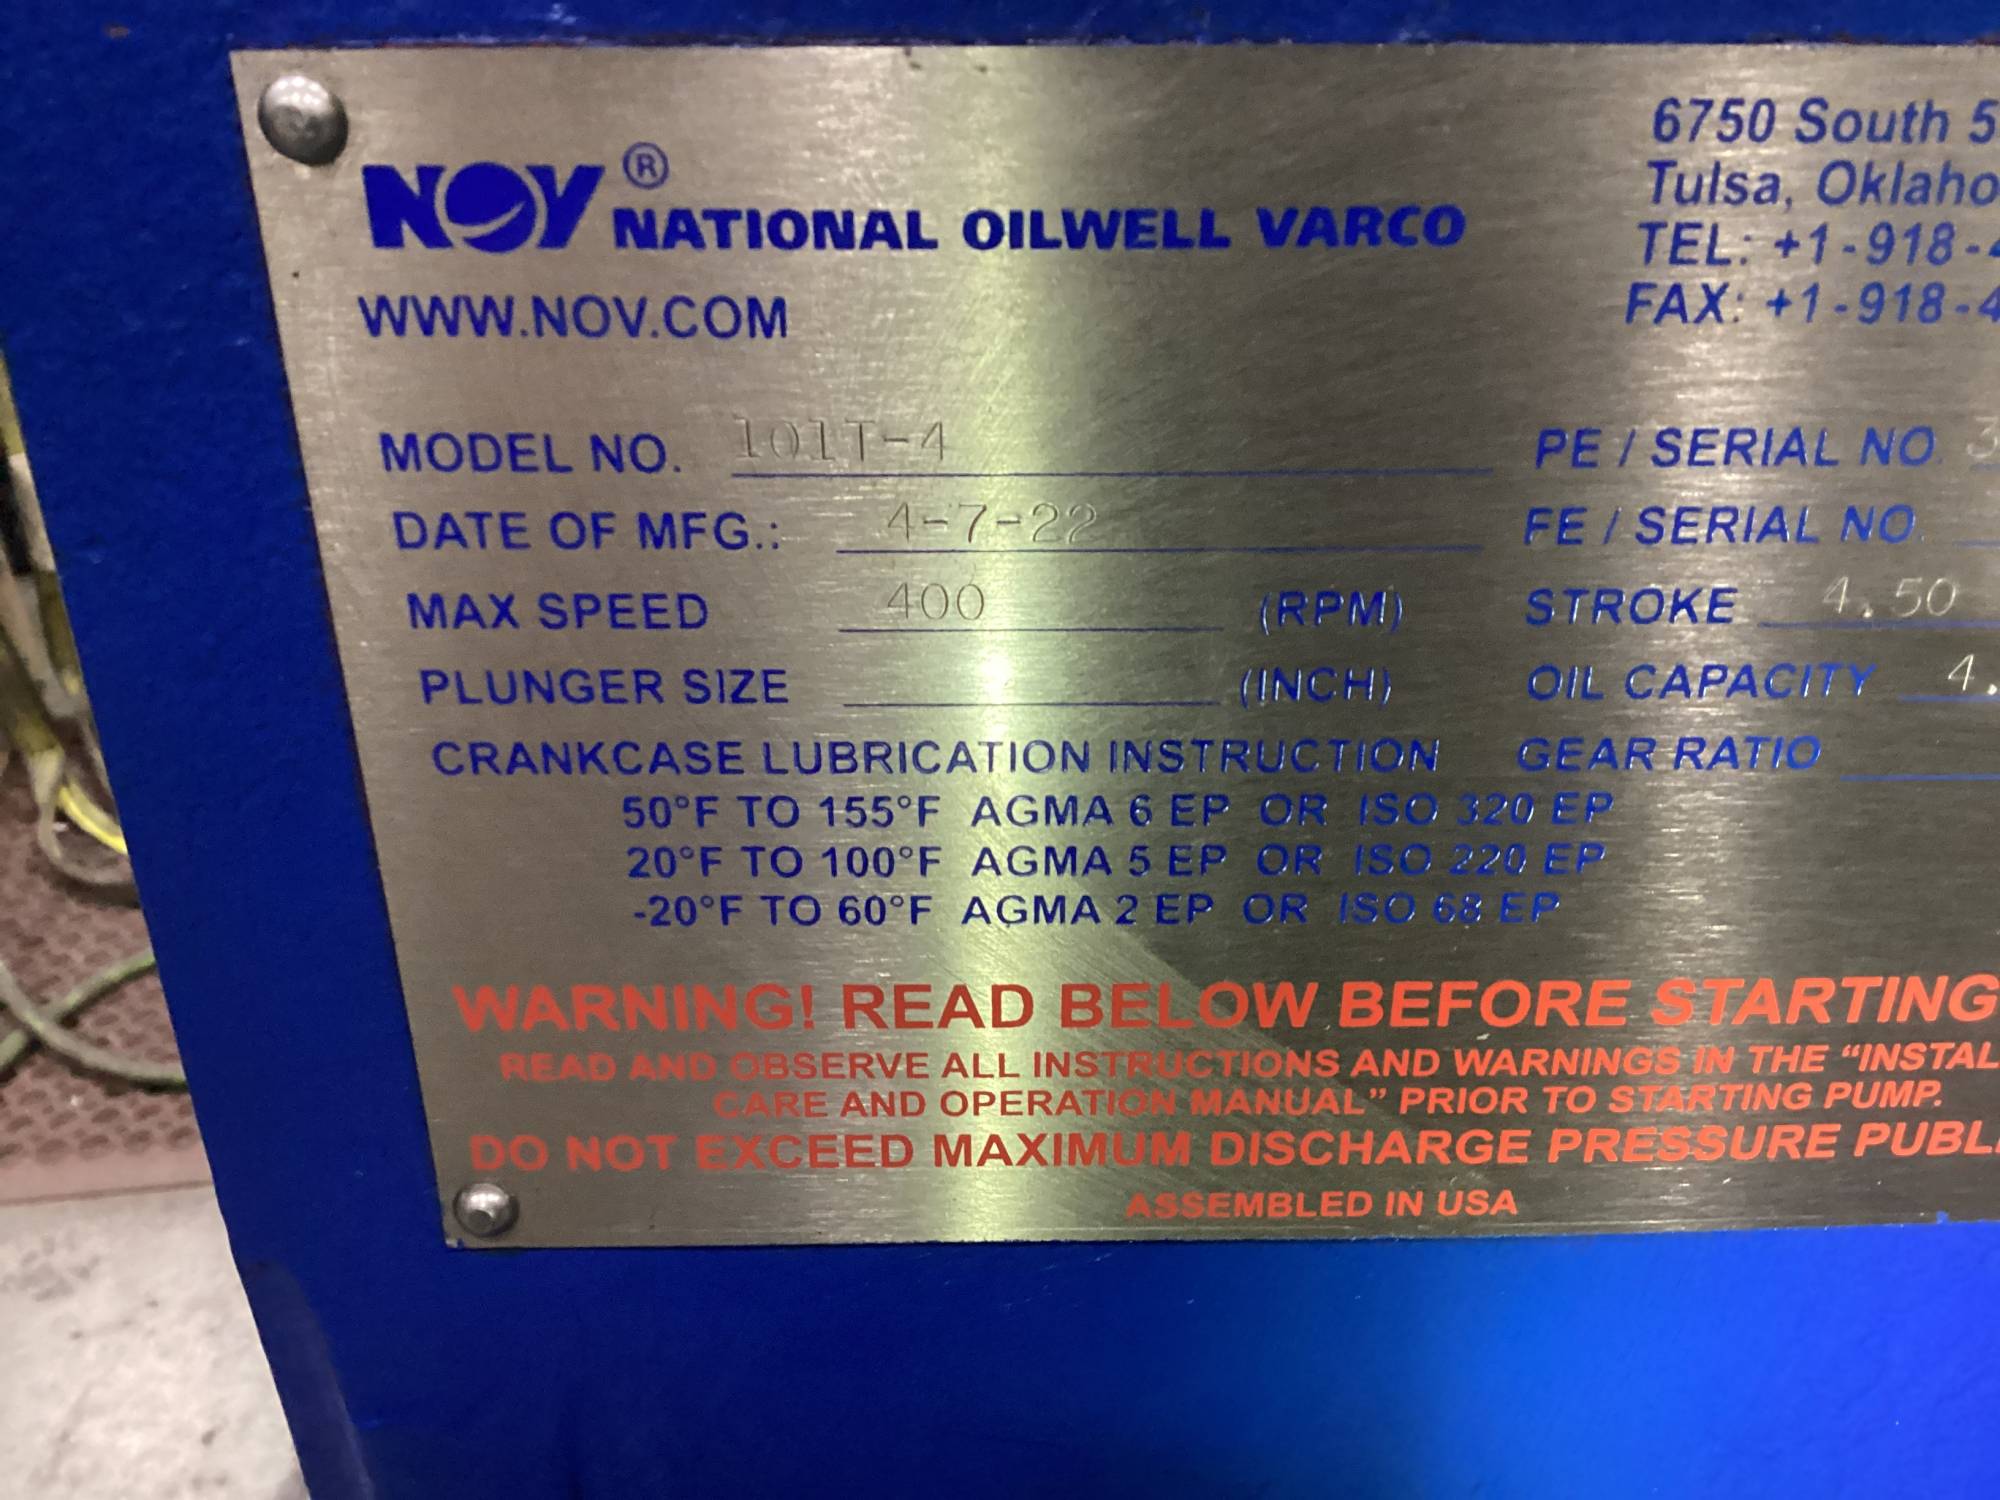 NOV® NATIONAL OILWELL VARCO
WWW.NOV.COM
6750 South 5
Tulsa, Oklaho
TEL: +1-918-4
FAX: +1-918-4
MODEL NO. 101T-4 PE / SERIAL NO. 3
DATE OF MFG.: 4-7-22 FE / SERIAL NO.
MAX SPEED 400 (RPM) STROKE 4.50
PLUNGER SIZE (INCH) OIL CAPACITY 4.
CRANKCASE LUBRICATION INSTRUCTION GEAR RATIO
50°F TO 155°F AGMA 6 EP OR ISO 320 EP
20°F TO 100°F AGMA 5 EP OR ISO 220 EP
-20°F TO 60°F AGMA 2 EP OR ISO 68 EP
WARNING! READ BELOW BEFORE STARTING
READ AND OBSERVE ALL INSTRUCTIONS AND WARNINGS IN THE “INSTAL
CARE AND OPERATION MANUAL” PRIOR TO STARTING PUMP.
DO NOT EXCEED MAXIMUM DISCHARGE PRESSURE PUBL
ASSEMBLED IN USA